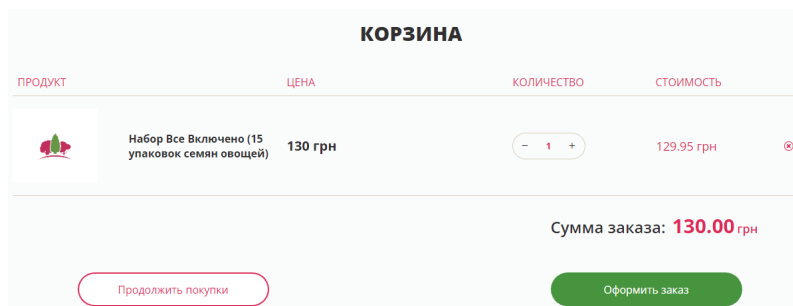 КОРЗИНА
ПРОДУКТ ЦЕНА КОЛИЧЕСТВО СТОИМОСТЬ
Набор Все Включено (15
упаковок семян овощей)
130 грн − 1 + 129.95 грн
Сумма заказа: 130.00 грн
Продолжить покупки Оформить заказ